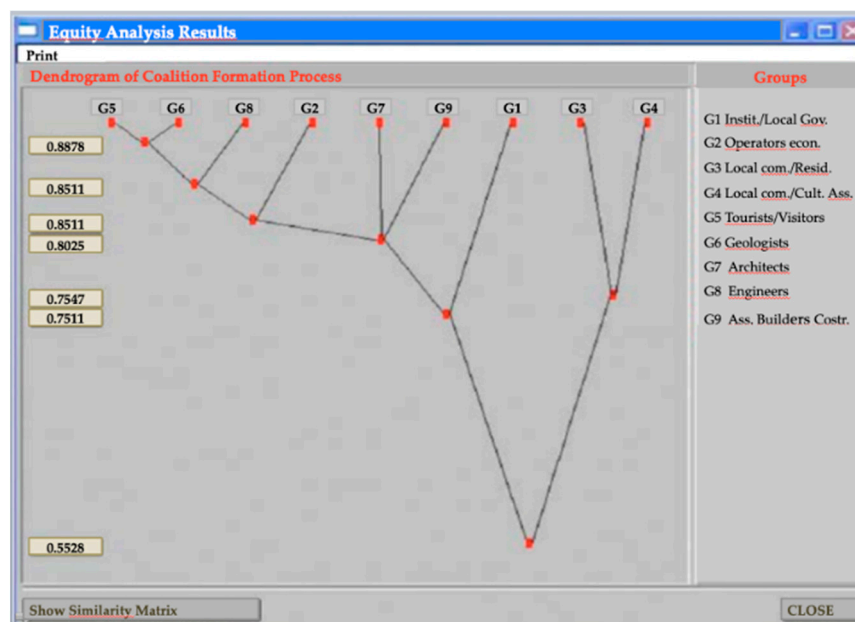 Equity Analysis Results
Print
Dendrogram of Coalition Formation Process
Groups
G5 G6 G8 G2 G7 G9 G1 G3 G4
0.8878
0.8511
0.8511
0.8025
0.7547
0.7511
0.5528
G1 Instit./Local Gov.
G2 Operators econ.
G3 Local com./Resid.
G4 Local com./Cult. Ass.
G5 Tourists/Visitors
G6 Geologists
G7 Architects
G8 Engineers
G9 Ass. Builders Costr.
Show Similarity Matrix
CLOSE